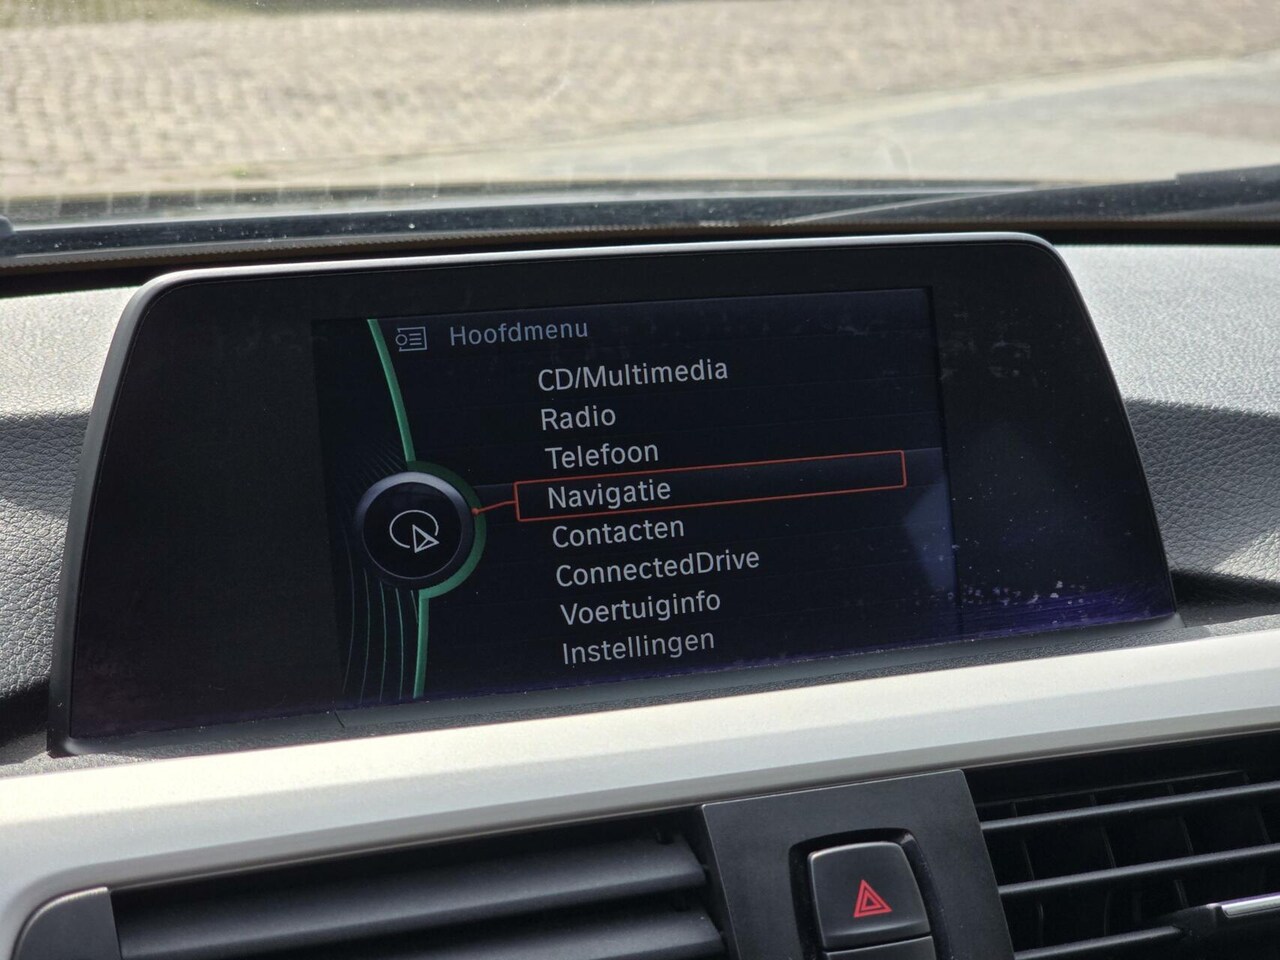 Hoofdmenu
CD/Multimedia
Radio
Telefoon
Navigatie
Contacten
ConnectedDrive
Voertuiginfo
Instellingen